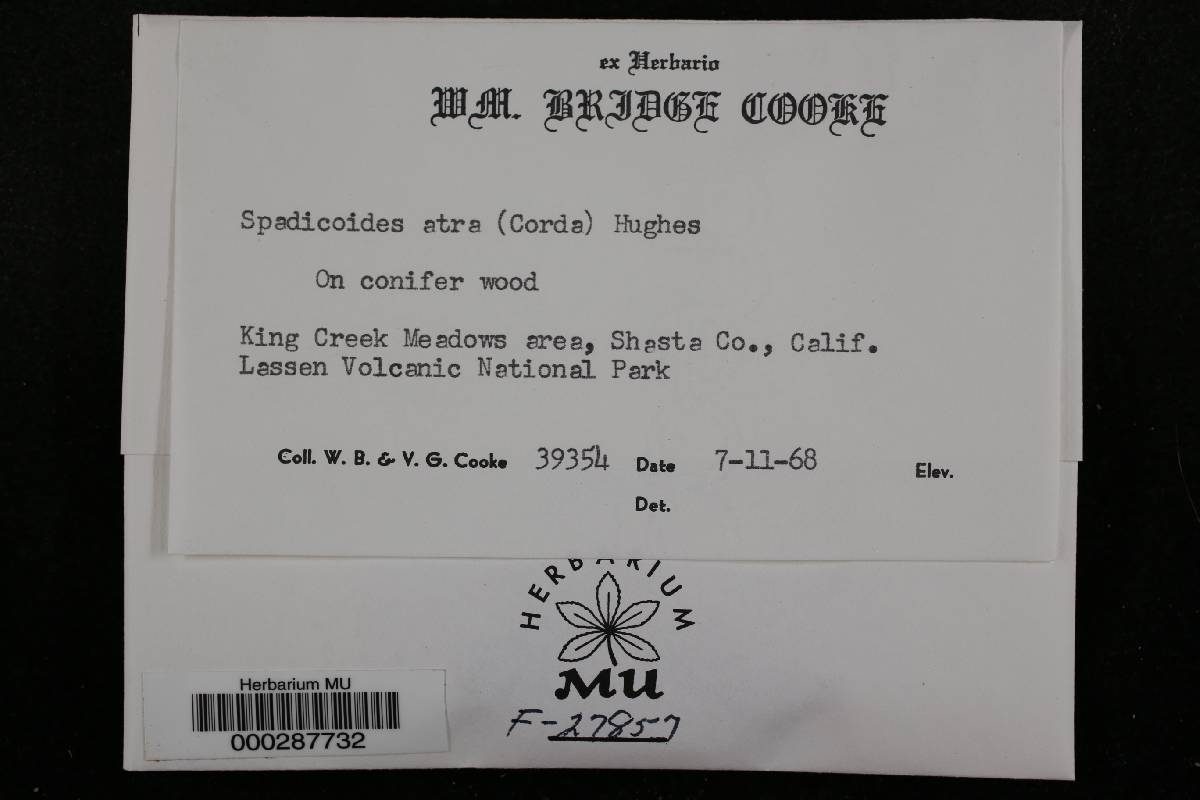 ex Herbario
WM. BRIDGE COOKE
Spadicoides atra (Corda) Hughes
On conifer wood
King Creek Meadows area, Shasta Co., Calif.
Lassen Volcanic National Park
Coll. W. B. & V. G. Cooke 39354 Date 7-11-68 Elev.
Det.
HERBARIUM
MU
F-27857
Herbarium MU
000287732